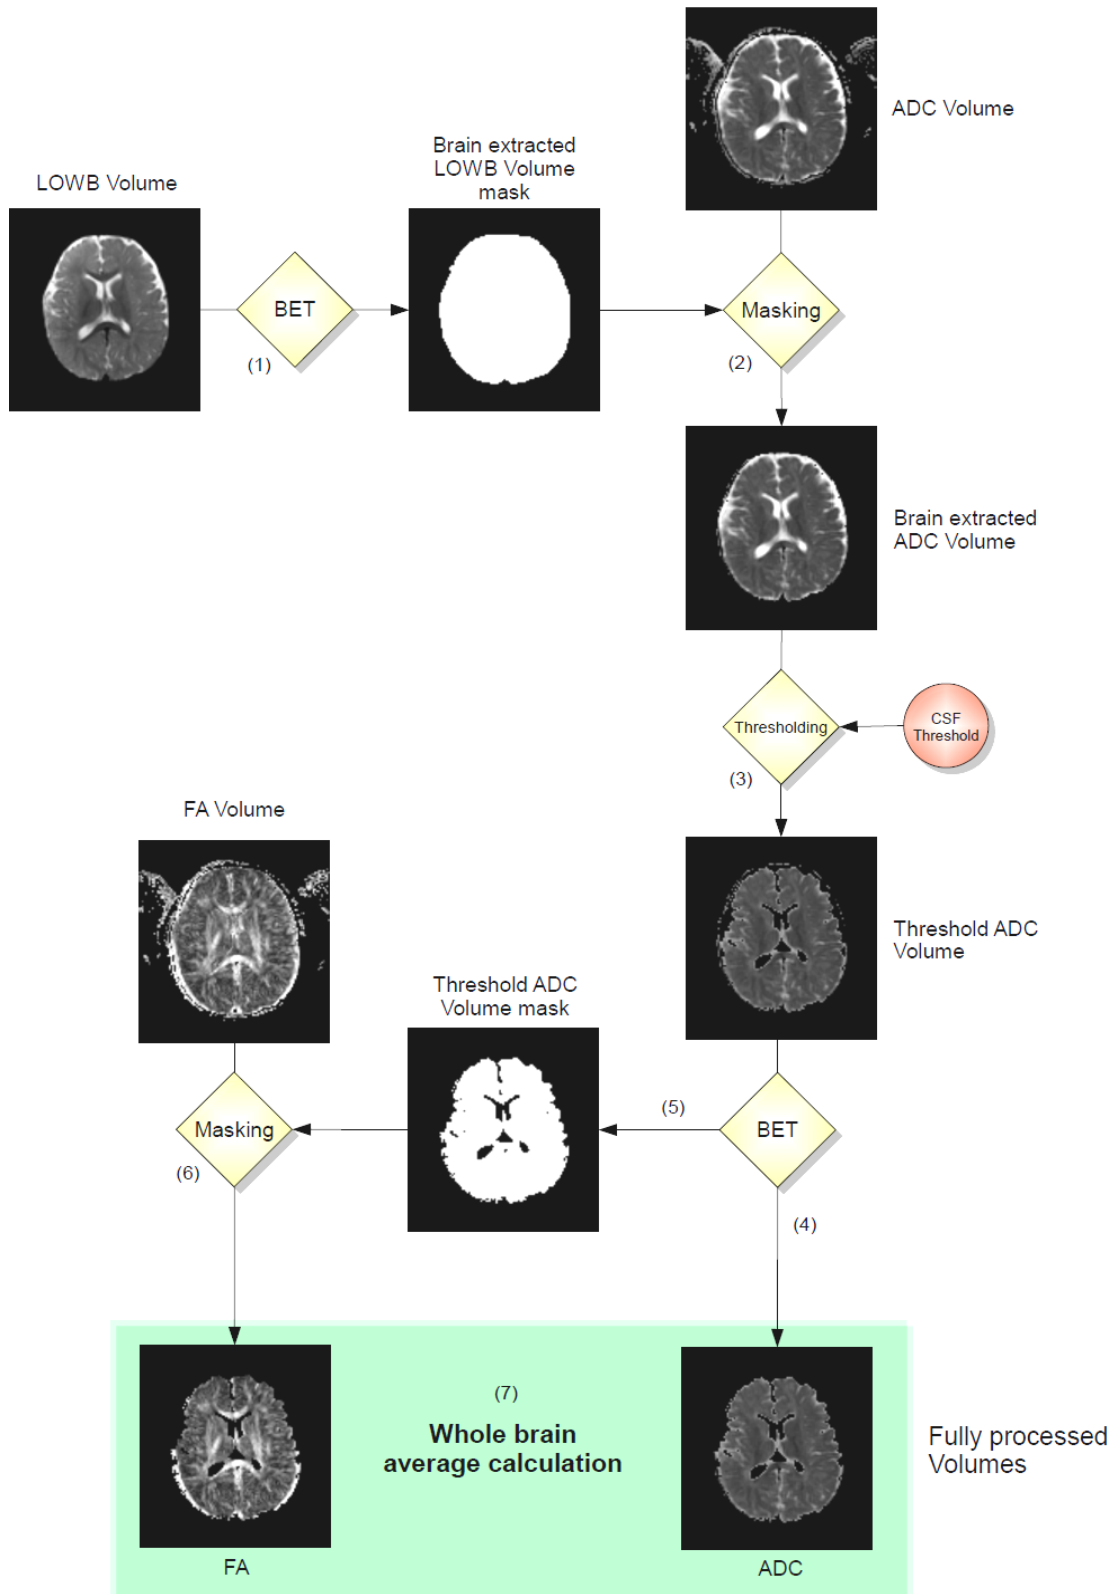 ADC Volume
Brain extracted
LOWB Volume
mask
LOWB Volume
BET
(1)
Masking
(2)
Brain extracted
ADC Volume
Thresholding
CSF
Threshold
(3)
FA Volume
Threshold ADC
Volume
Threshold ADC
Volume mask
Masking
(5)
BET
(6)
(4)
(7)
Whole brain
average calculation
Fully processed
Volumes
FA
ADC